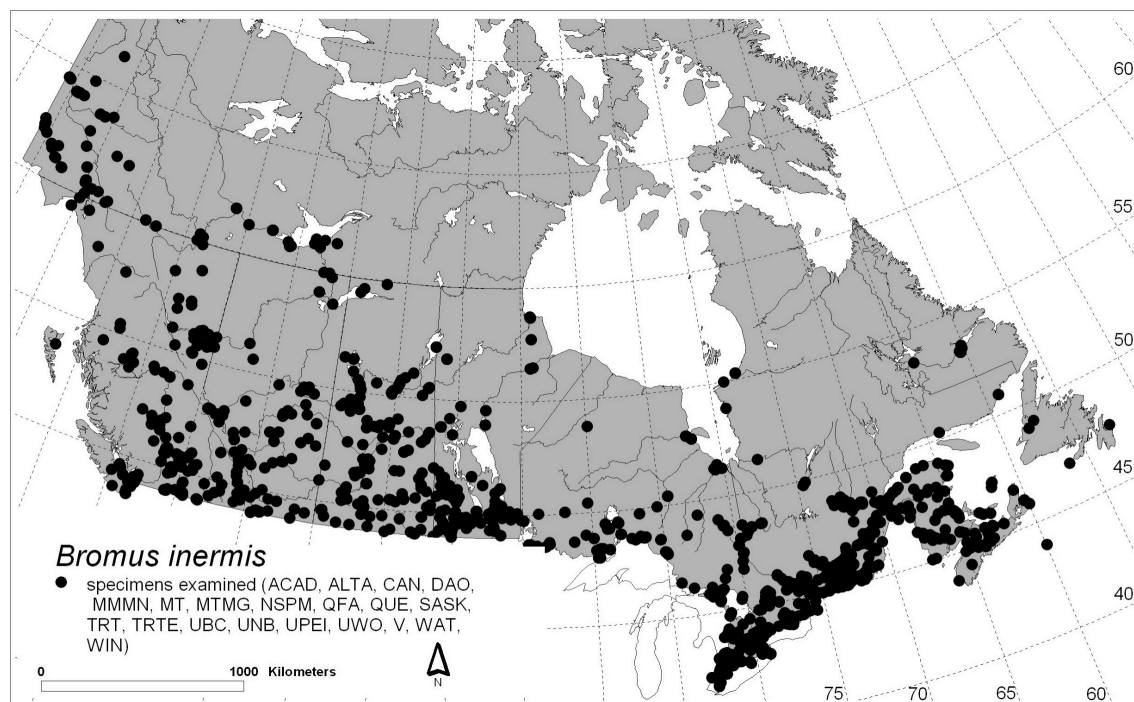 60
55
50
45
40
Bromus inermis
specimens examined (ACAD, ALTA, CAN, DAO,
MMMN, MT, MTMG, NSPM, QFA, QUE, SASK,
TRT, TRTE, UBC, UNB, UPEI, UWO, V, WAT,
WIN)
0 1000 Kilometers
N
75 70 65 60